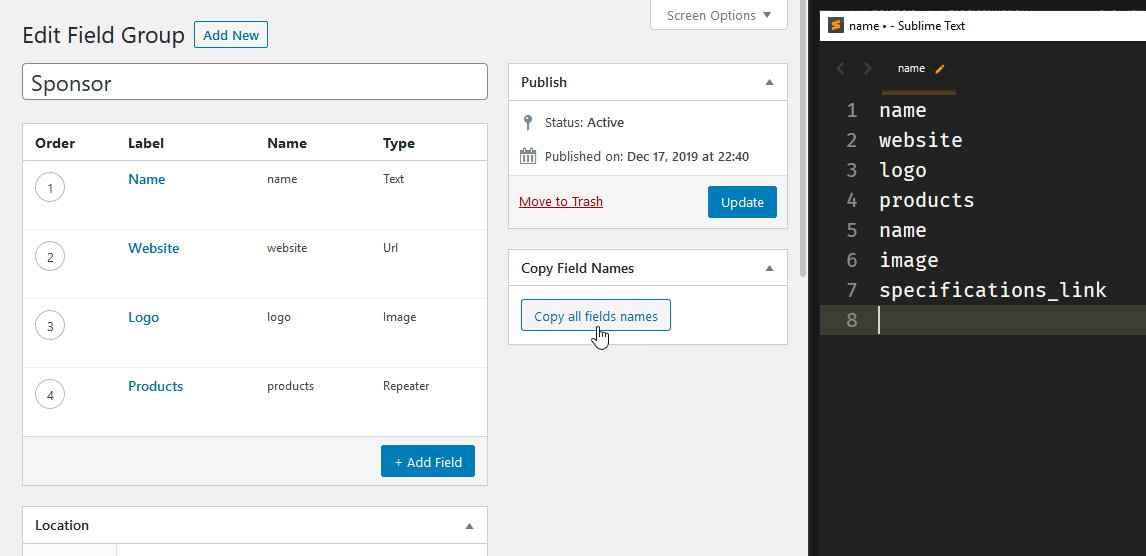 Screen Options ▼
Edit Field Group Add New
Sponsor
Order Label Name Type
1 Name name Text
2 Website website Url
3 Logo logo Image
4 Products products Repeater
+ Add Field
Location
Publish
Status: Active
Published on: Dec 17, 2019 at 22:40
Move to Trash Update
Copy Field Names
Copy all fields names
name • - Sublime Text
name
1 name
2 website
3 logo
4 products
5 name
6 image
7 specifications_link
8